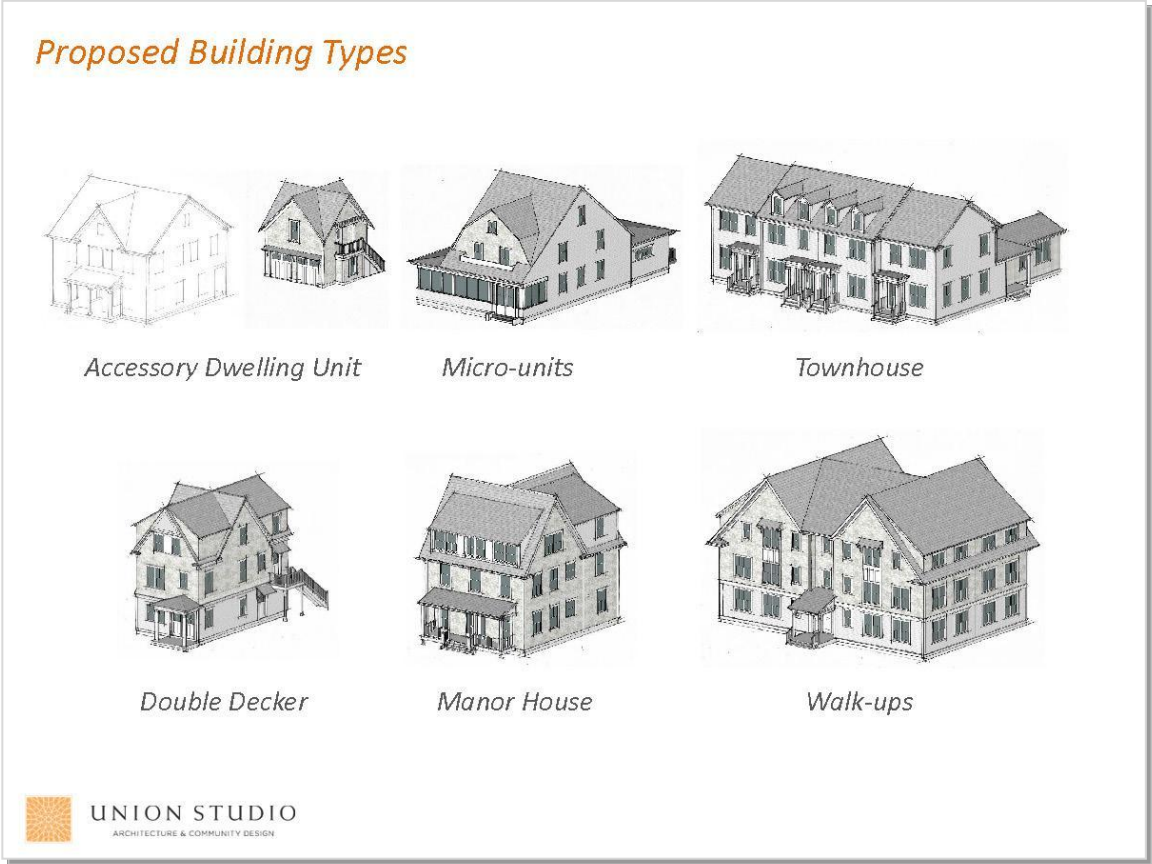 Proposed Building Types
Accessory Dwelling Unit
Micro-units
Townhouse
Double Decker
Manor House
Walk-ups
UNION STUDIO
ARCHITECTURE & COMMUNITY DESIGN